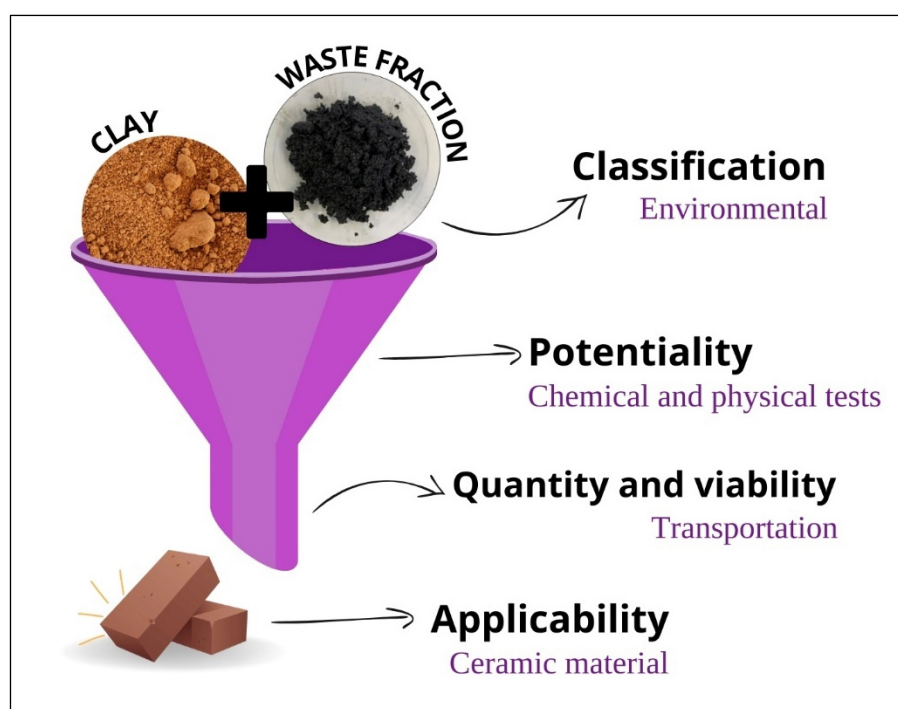 CLAY
WASTE FRACTION
Classification
Environmental
Potentiality
Chemical and physical tests
Quantity and viability
Transportation
Applicability
Ceramic material